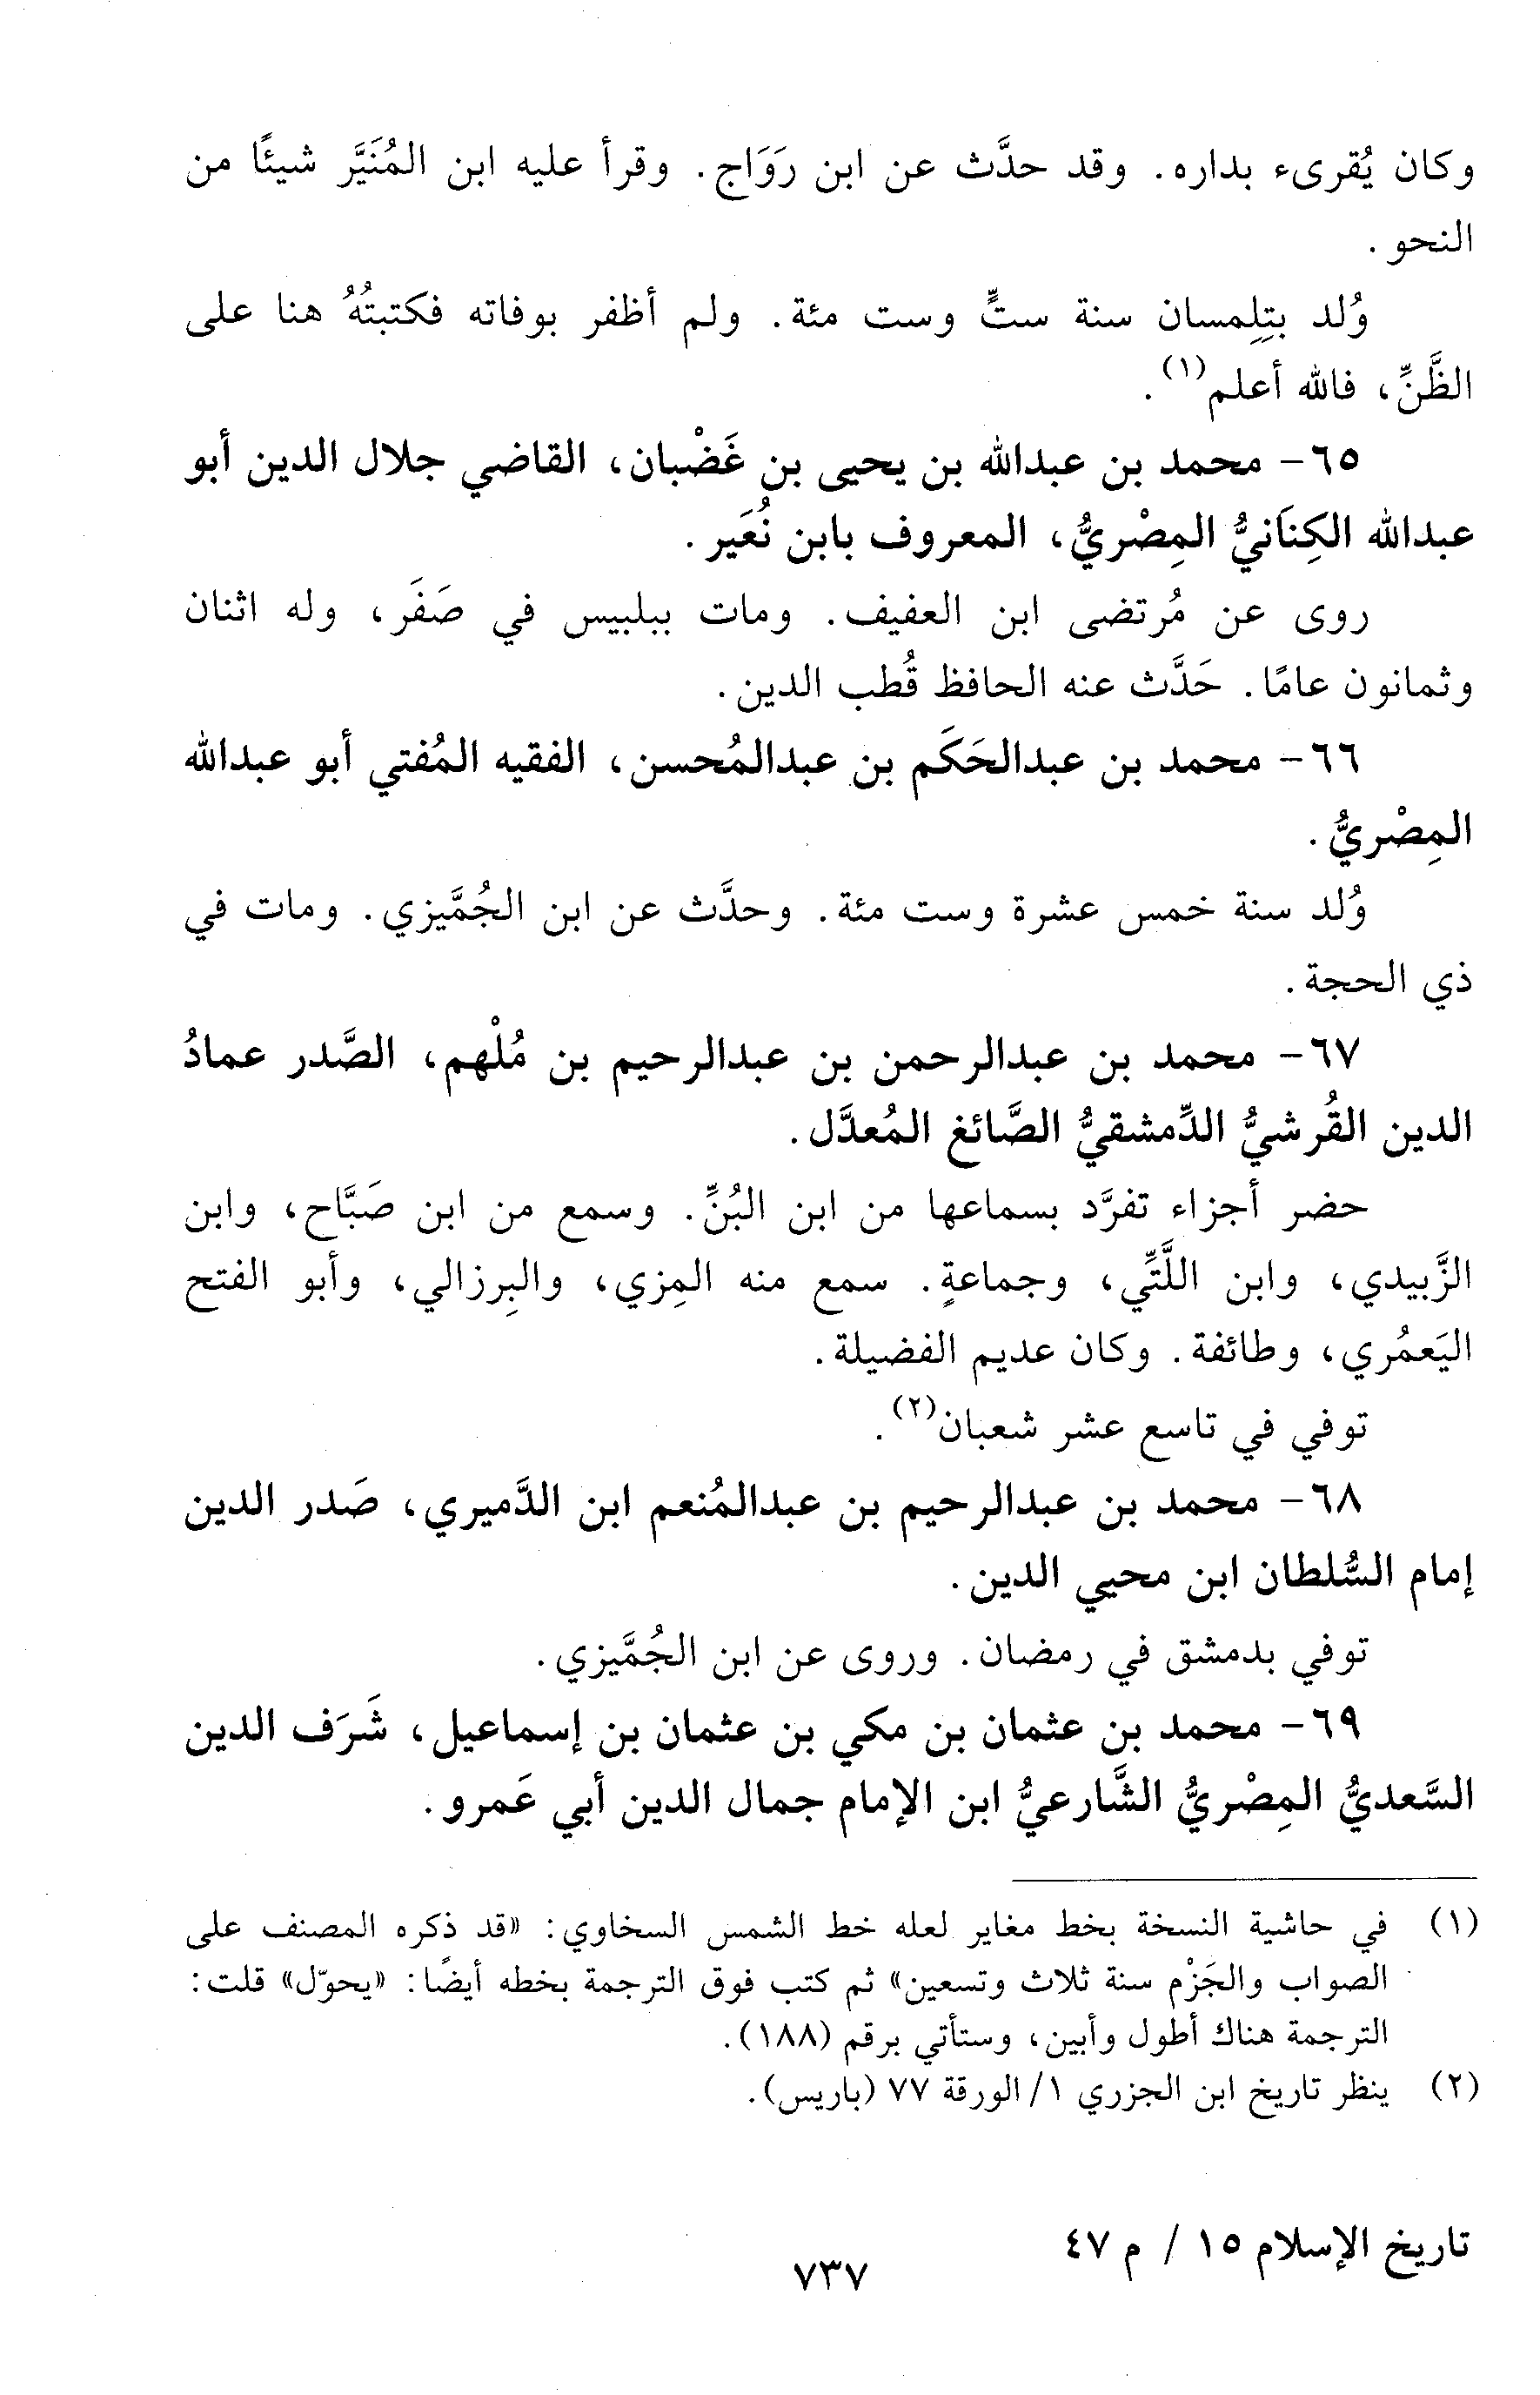 وكان يُقرىء بداره. وقد حدَّث عن ابن رَوَاج. وقرأ عليه ابن المُنَيَّر شيئًا من
النحو.
وُلد بتِلِمسان سنة ستٍّ وست مئة. ولم أظفر بوفاته فكتبتُهُ هنا على
الظَّنِّ، فالله أعلم(١).
٦٥- محمد بن عبدالله بن يحيى بن غَضْبان، القاضي جلال الدين أبو
عبدالله الكِنَانيُّ المِصْريُّ، المعروف بابن نُعَير.
روى عن مُرتضى ابن العفيف. ومات ببلبيس في صَفَر، وله اثنان
وثمانون عامًا. حَدَّث عنه الحافظ قُطب الدين.
٦٦- محمد بن عبدالحَكَم بن عبدالمُحسن، الفقيه المُفتي أبو عبدالله
المِصْريُّ.
وُلد سنة خمس عشرة وست مئة. وحدَّث عن ابن الجُمَّيزي. ومات في
ذي الحجة.
٦٧- محمد بن عبدالرحمن بن عبدالرحيم بن مُلْهم، الصَّدر عمادُ
الدين القُرشيُّ الدِّمشقيُّ الصَّائغ المُعدَّل.
حضر أجزاء تفرَّد بسماعها من ابن البُنِّ. وسمع من ابن صَبَّاح، وابن
الزَّبيدي، وابن اللَّتِّي، وجماعةٍ. سمع منه المِزي، والبِرزالي، وأبو الفتح
اليَعمُري، وطائفة. وكان عديم الفضيلة.
توفي في تاسع عشر شعبان(٢).
٦٨- محمد بن عبدالرحيم بن عبدالمُنعم ابن الدَّميري، صَدر الدين
إمام السُّلطان ابن محيي الدين.
توفي بدمشق في رمضان. وروى عن ابن الجُمَّيزي.
٦٩- محمد بن عثمان بن مكي بن عثمان بن إسماعيل، شَرَف الدين
السَّعديُّ المِصْريُّ الشَّارعيُّ ابن الإمام جمال الدين أبي عَمرو.
(١) في حاشية النسخة بخط مغاير لعله خط الشمس السخاوي: «قد ذكره المصنف على
الصواب والجَزْم سنة ثلاث وتسعين» ثم كتب فوق الترجمة بخطه أيضًا: «يحوّل» قلت:
الترجمة هناك أطول وأبين، وستأتي برقم (١٨٨).
(٢) ينظر تاريخ ابن الجزري ١/ الورقة ٧٧ (باريس).
تاريخ الإسلام ١٥ / م ٤٧
٧٣٧